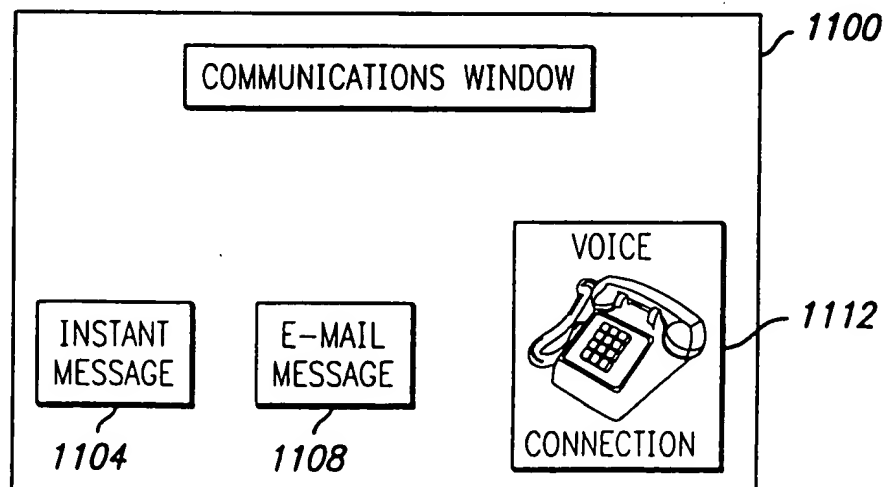 1100
COMMUNICATIONS WINDOW
VOICE
CONNECTION
1112
INSTANT
MESSAGE
1104
E-MAIL
MESSAGE
1108